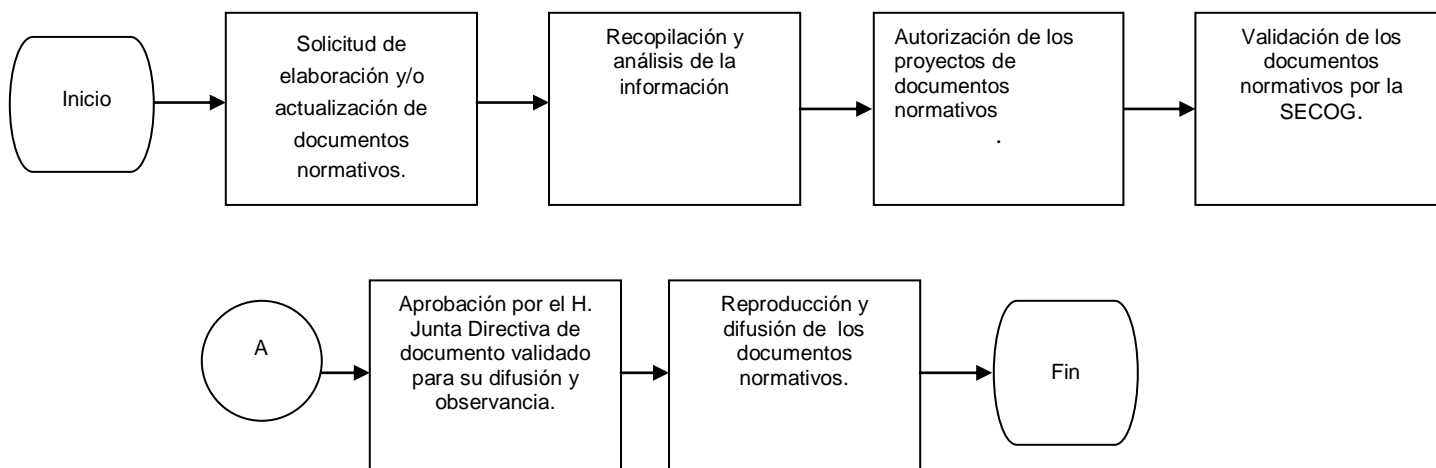 Inicio
Solicitud de
elaboración y/o
actualización de
documentos
normativos.
Recopilación y
análisis de la
información
Autorización de los
proyectos de
documentos
normativos
.
Validación de los
documentos
normativos por la
SECOG.
A
Aprobación por el H.
Junta Directiva de
documento validado
para su difusión y
observancia.
Reproducción y
difusión de los
documentos
normativos.
Fin